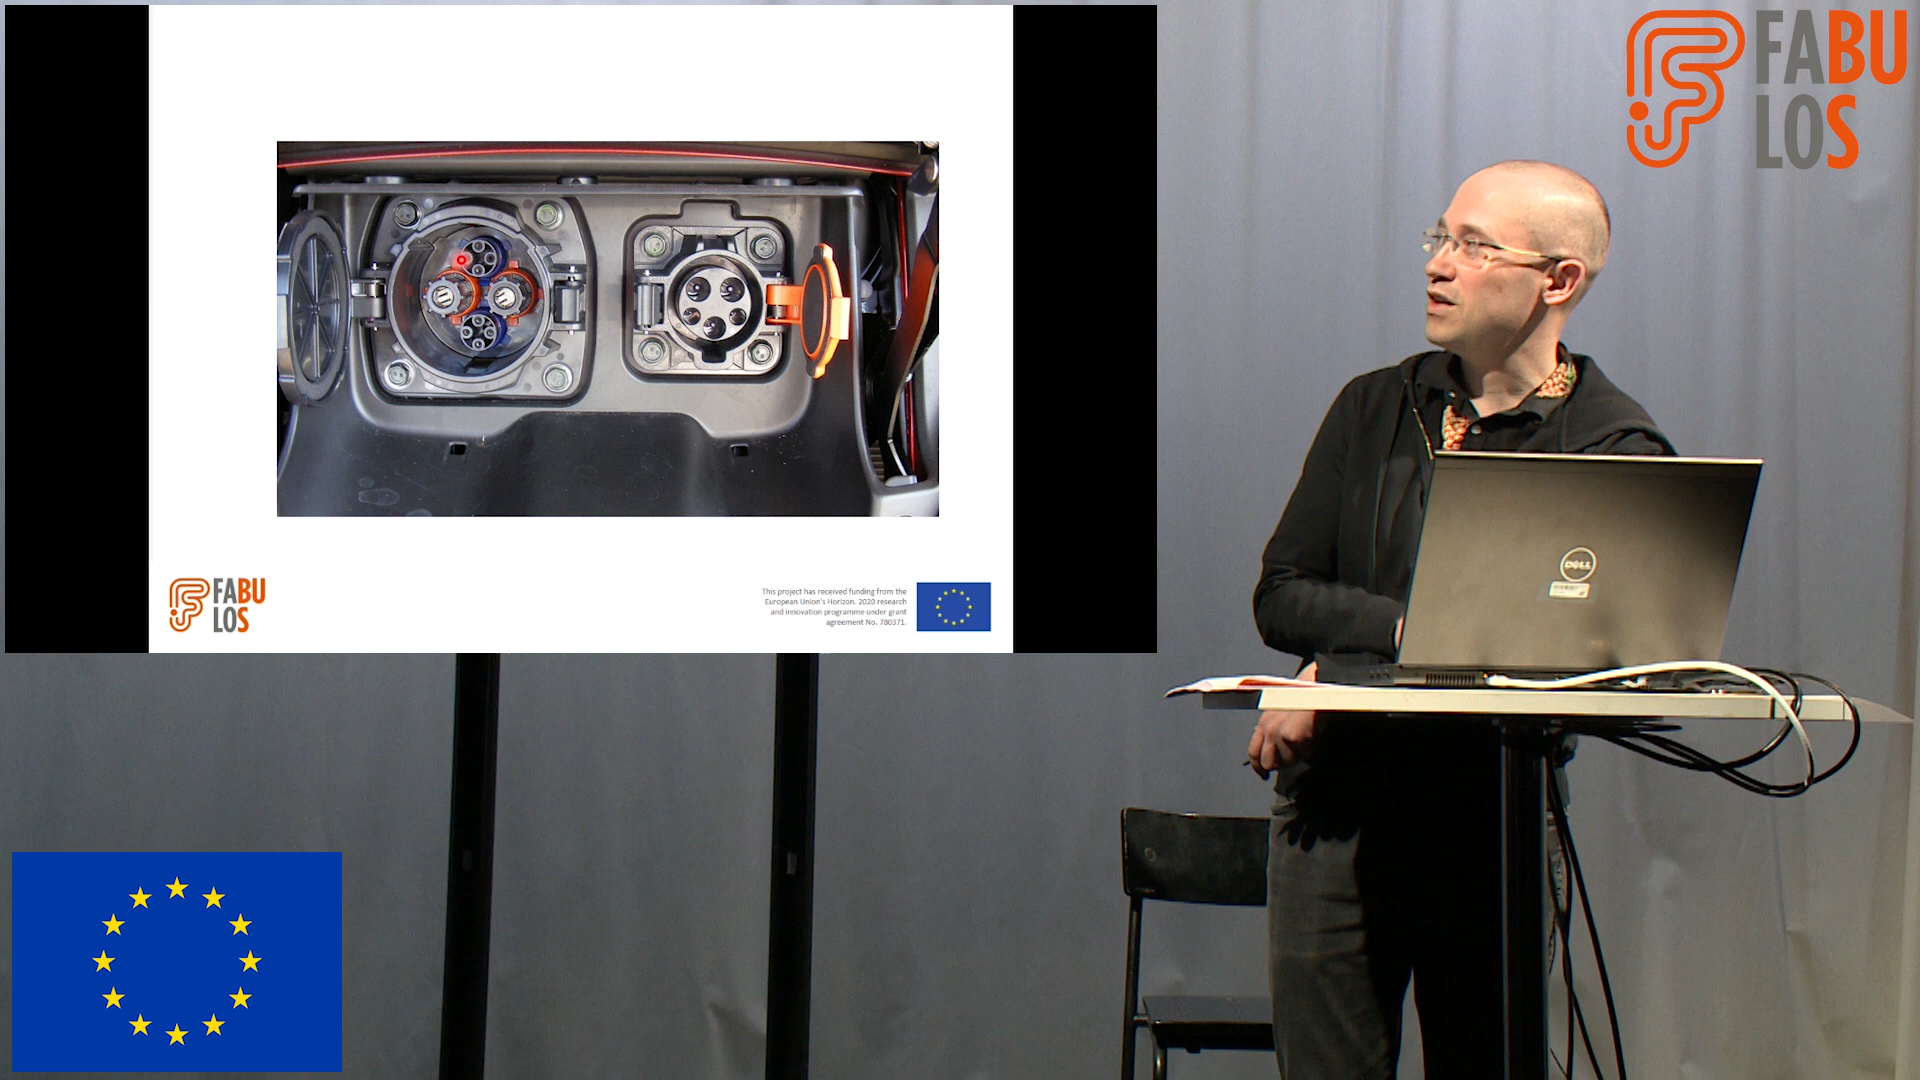 FABU
LOS
FABU
LOS
This project has received funding from the
European Union's Horizon. 2020 research
and innovation programme under grant
agreement No. 780371.
DELL